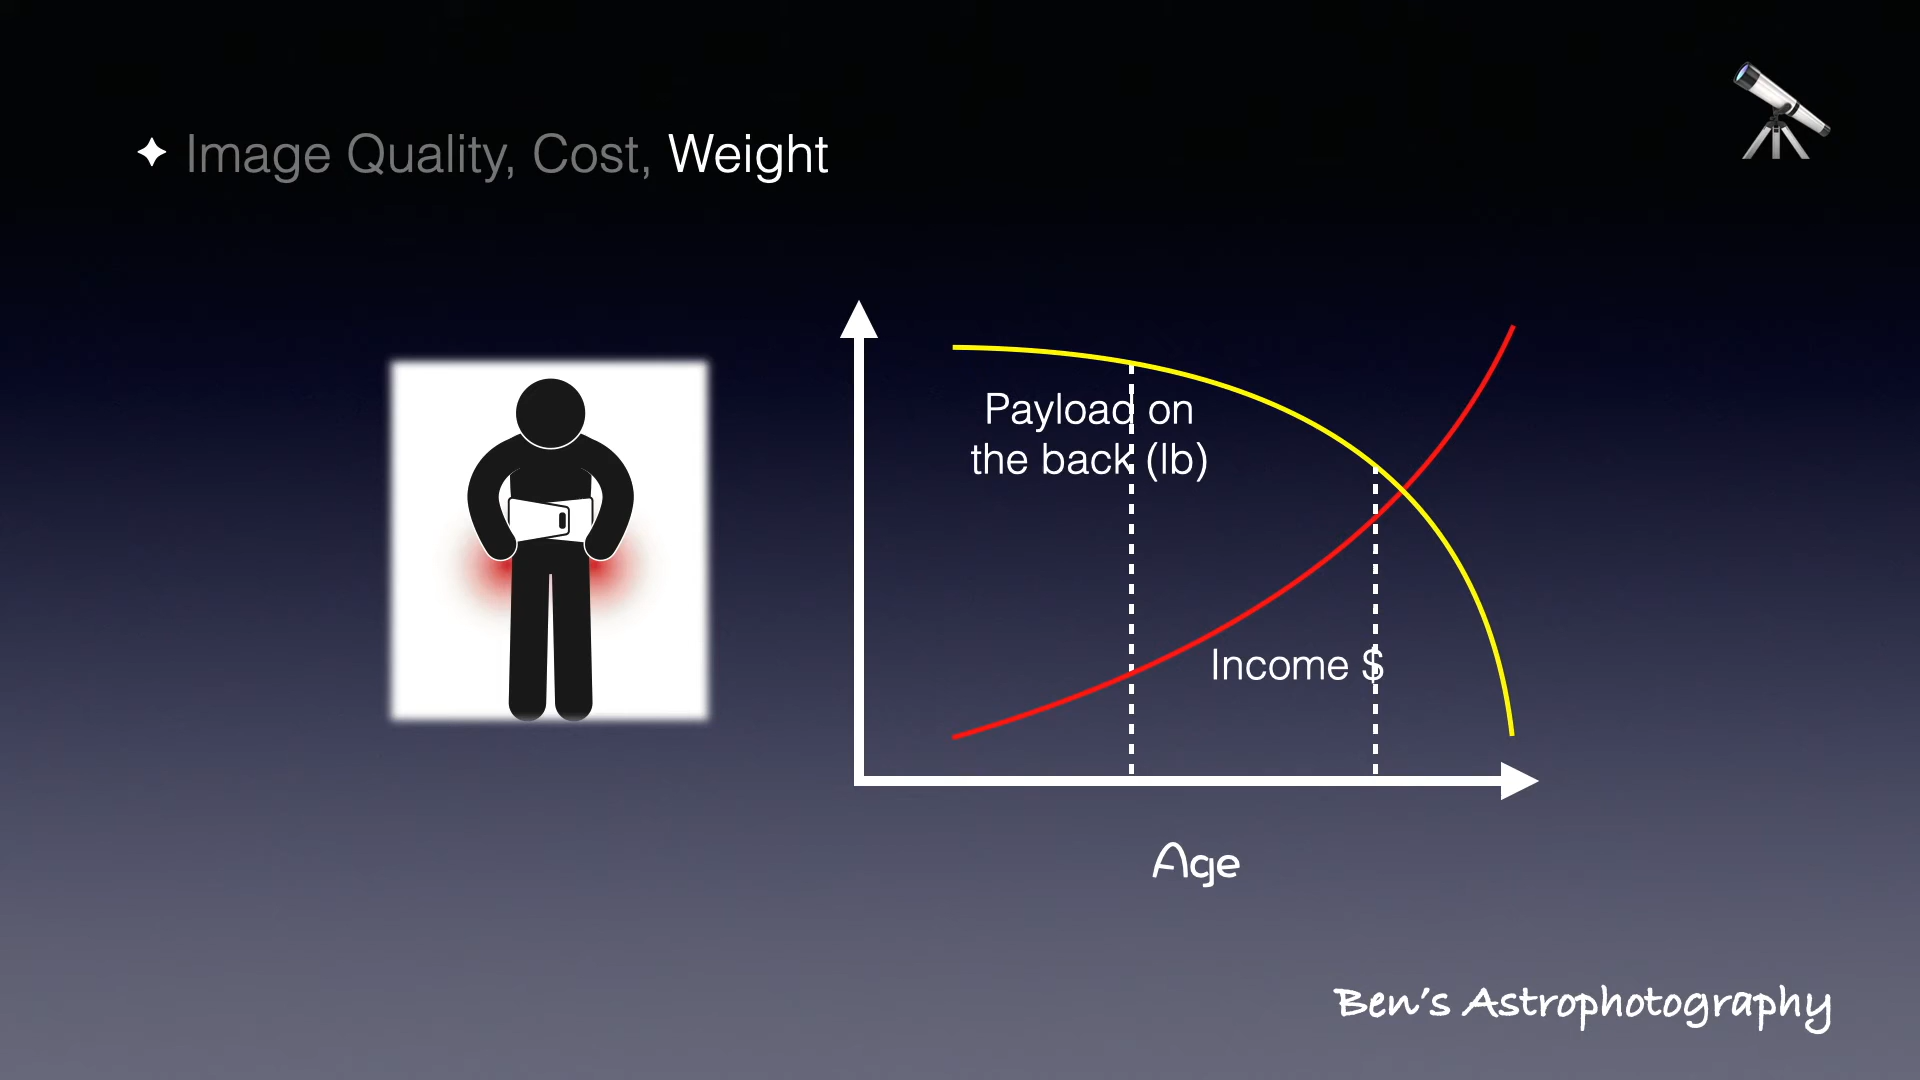 Image Quality, Cost, Weight
Payload on
the back (lb)
Income $
Age
Ben's Astrophotography